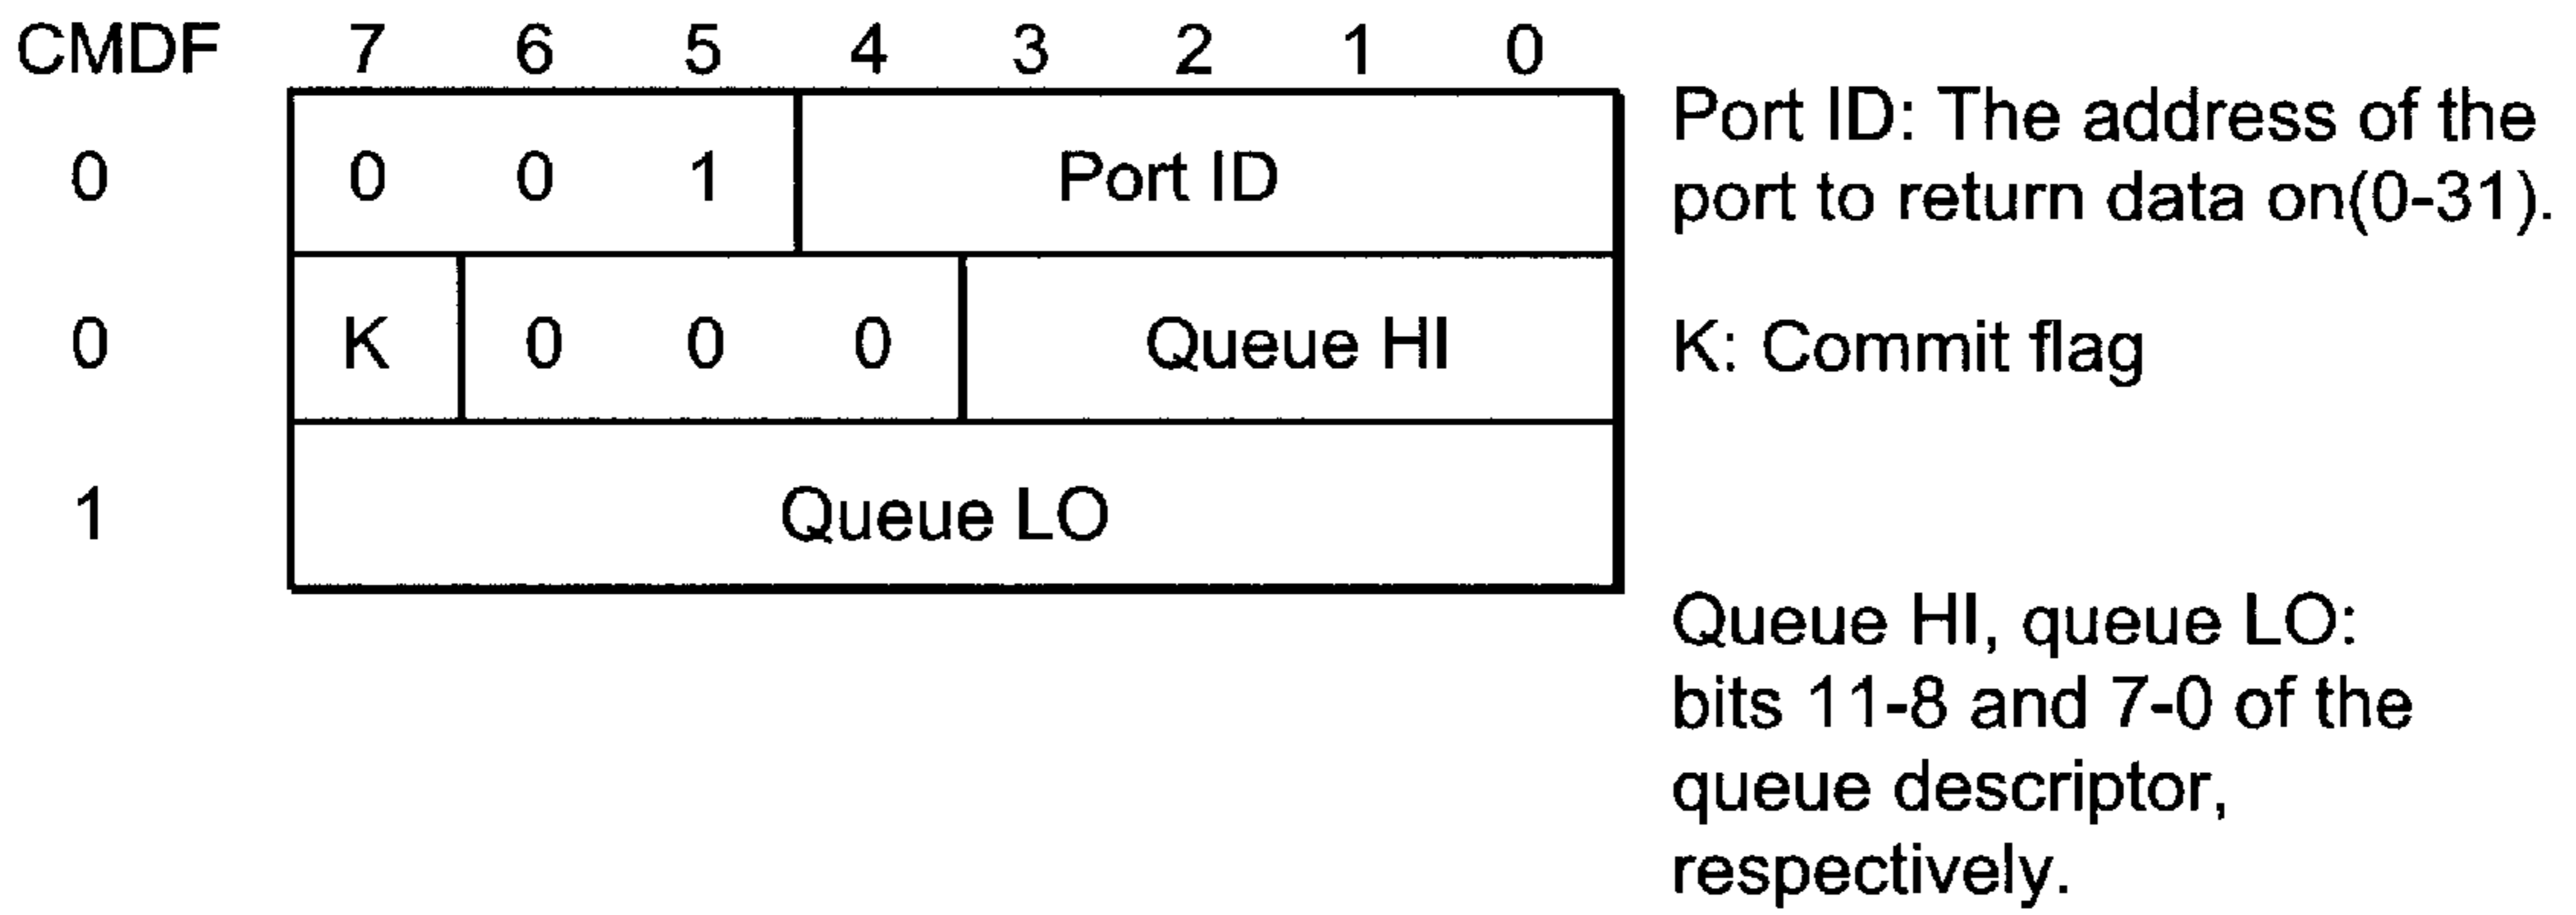 CMDF 7 6 5 4 3 2 1 0
0 0 0 1 Port ID
0 K 0 0 0 Queue HI
1 Queue LO
Port ID: The address of the
port to return data on(0-31).
K: Commit flag
Queue HI, queue LO:
bits 11-8 and 7-0 of the
queue descriptor,
respectively.